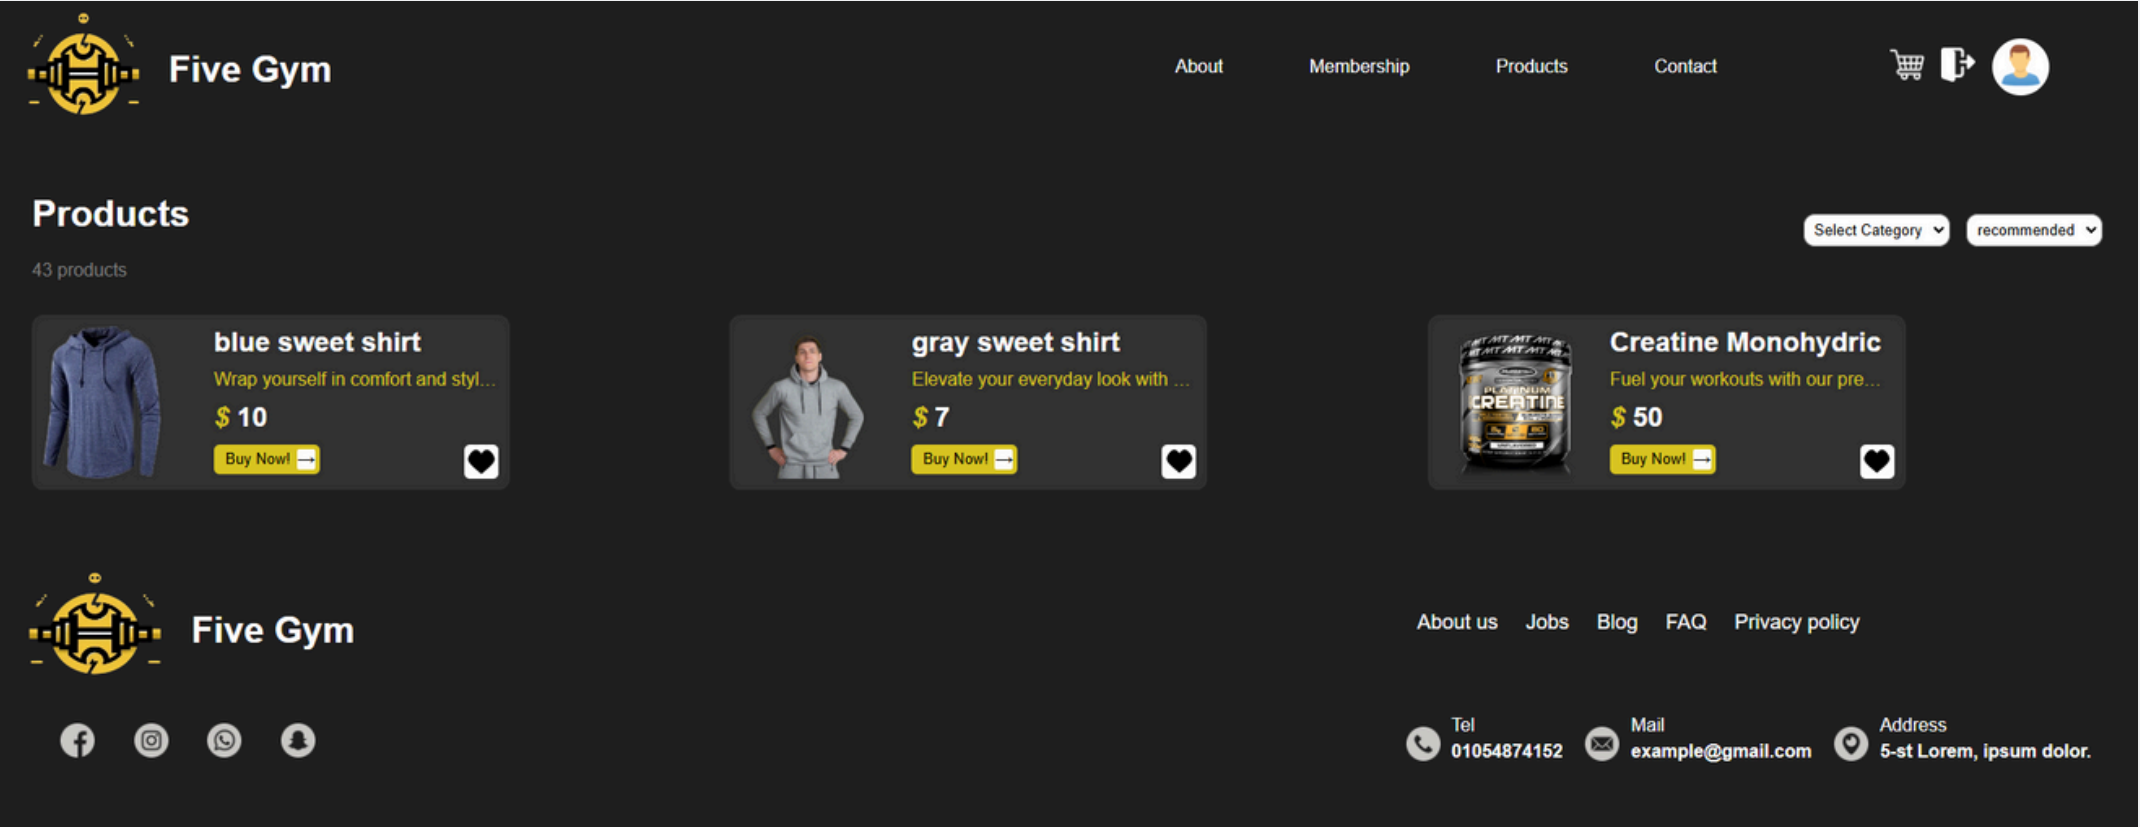 Five Gym
About
Membership
Products
Contact
Products
Select Category
recommended
43 products
blue sweet shirt
Wrap yourself in comfort and styl...
$ 10
Buy Now! →
gray sweet shirt
Elevate your everyday look with ...
$ 7
Buy Now! →
PLATINUM
CREATINE
Creatine Monohydric
Fuel your workouts with our pre...
$ 50
Buy Now! →
Five Gym
About us
Jobs
Blog
FAQ
Privacy policy
Tel
01054874152
Mail
example@gmail.com
Address
5-st Lorem, ipsum dolor.